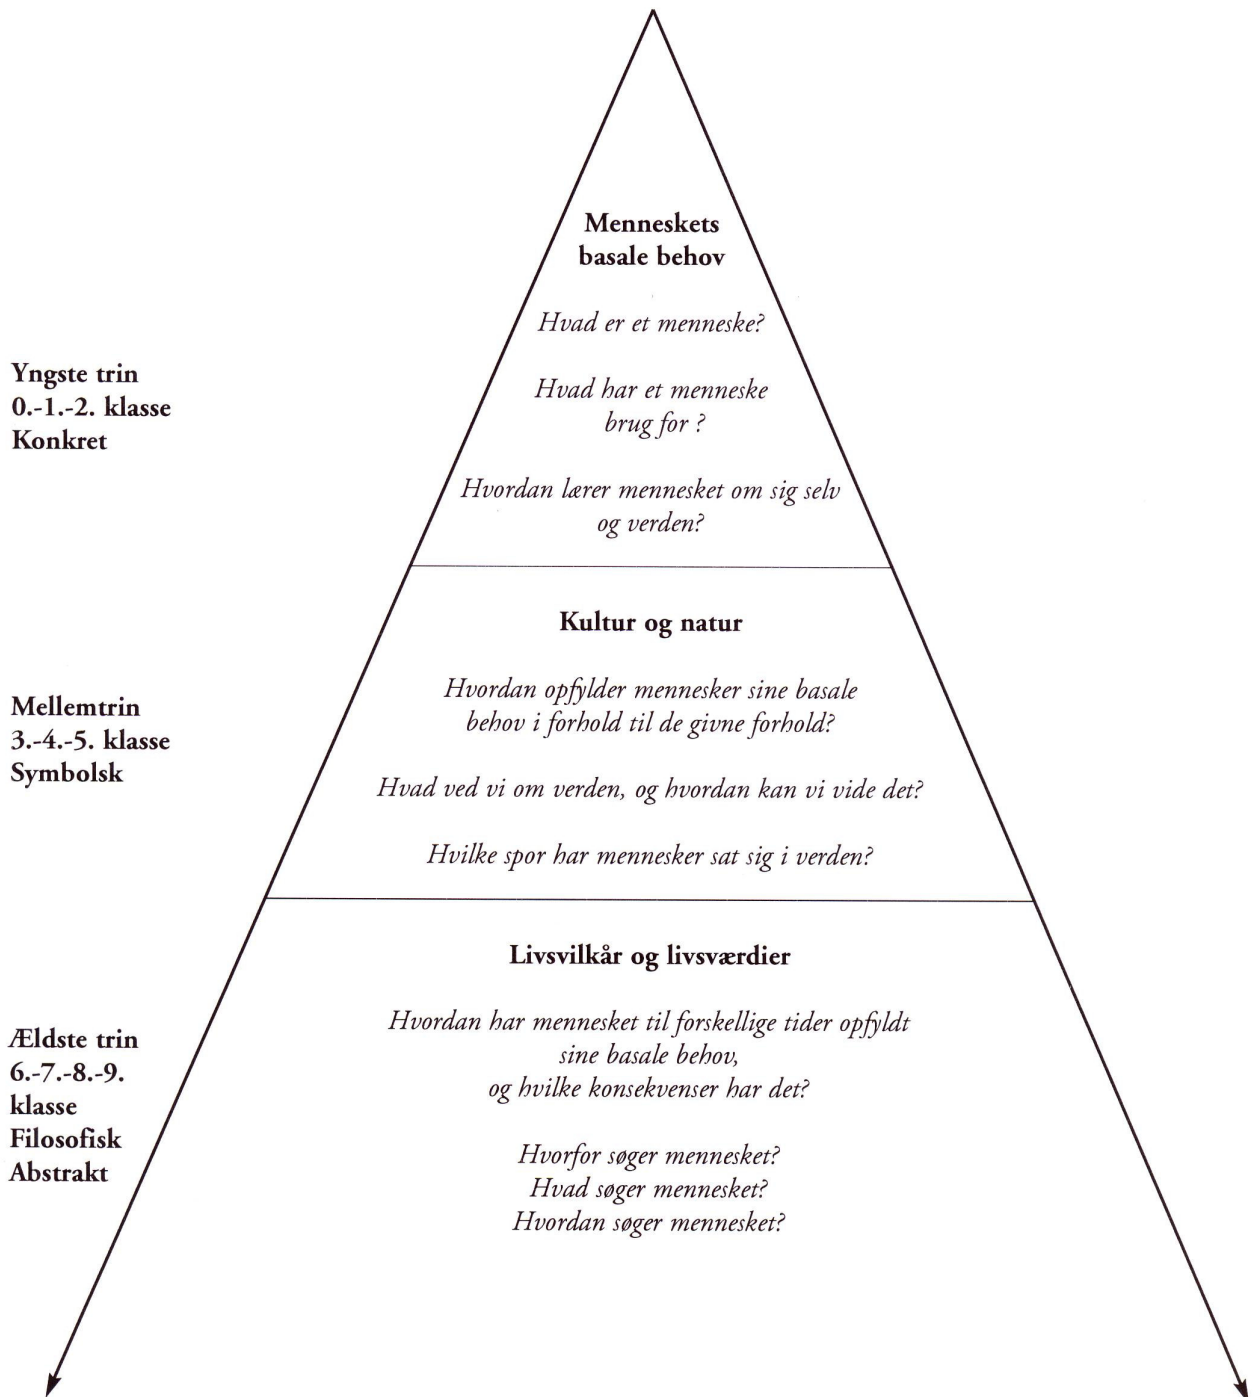 Menneskets
basale behov
Hvad er et menneske?
Yngste trin
0.-1.-2. klasse
Konkret
Hvad har et menneske
brug for ?
Hvordan lærer mennesket om sig selv
og verden?
Kultur og natur
Hvordan opfylder mennesker sine basale
behov i forhold til de givne forhold?
Mellemtrin
3.-4.-5. klasse
Symbolsk
Hvad ved vi om verden, og hvordan kan vi vide det?
Hvilke spor har mennesker sat sig i verden?
Livsvilkår og livsværdier
Hvordan har mennesket til forskellige tider opfyldt
sine basale behov,
og hvilke konsekvenser har det?
Ældste trin
6.-7.-8.-9.
klasse
Filosofisk
Abstrakt
Hvorfor søger mennesket?
Hvad søger mennesket?
Hvordan søger mennesket?